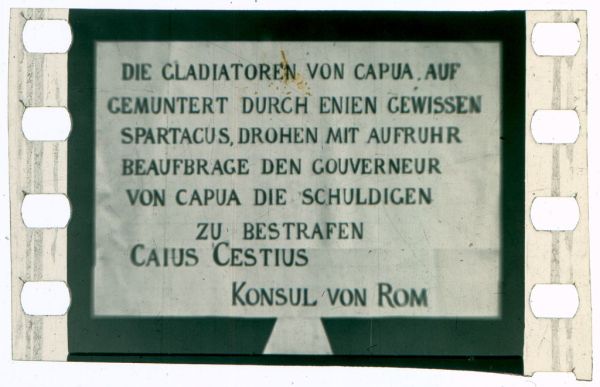 DIE GLADIATOREN VON CAPUA, AUF
GEMUNTERT DURCH ENIEN GEWISSEN
SPARTACUS, DROHEN MIT AUFRUHR
BEAUFBRAGE DEN GOUVERNEUR
VON CAPUA DIE SCHULDIGEN
ZU BESTRAFEN
CAIUS CESTIUS
KONSUL VON ROM